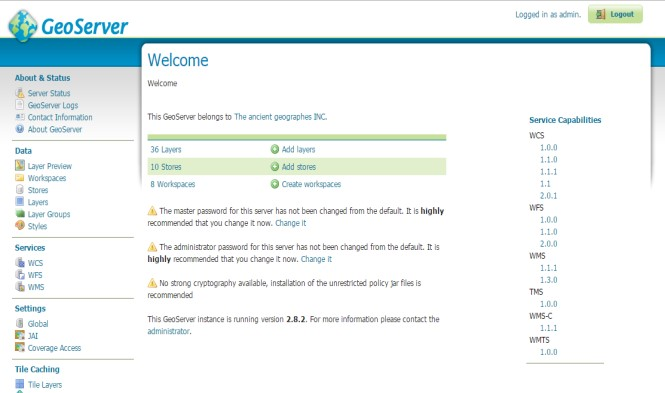 GeoServer
Logged in as admin. Logout
About & Status
Server Status
GeoServer Logs
Contact Information
About GeoServer
Data
Layer Preview
Workspaces
Stores
Layers
Layer Groups
Styles
Services
WCS
WFS
WMS
Settings
Global
JAI
Coverage Access
Tile Caching
Tile Layers
Welcome
Welcome
This GeoServer belongs to The ancient geographes INC.
36 Layers Add layers
10 Stores Add stores
8 Workspaces Create workspaces
The master password for this server has not been changed from the default. It is highly
recommended that you change it now. Change it
The administrator password for this server has not been changed from the default. It is
highly recommended that you change it now. Change it
No strong cryptography available, installation of the unrestricted policy jar files is
recommended
This GeoServer instance is running version 2.8.2. For more information please contact the
administrator.
Service Capabilities
WCS
1.0.0
1.1.0
1.1.1
1.1
2.0.1
WFS
1.0.0
1.1.0
2.0.0
WMS
1.1.1
1.3.0
TMS
1.0.0
WMS-C
1.1.1
WMTS
1.0.0